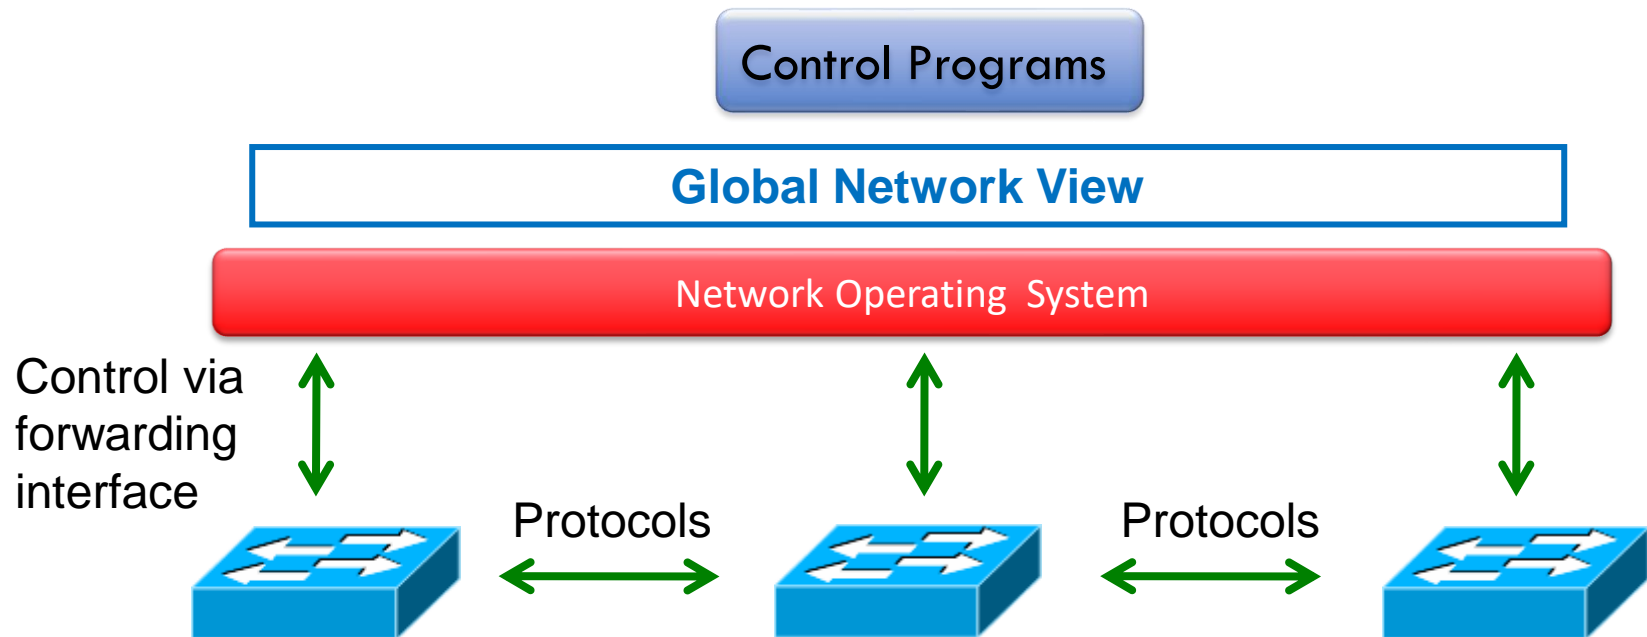 Control Programs
Global Network View
Network Operating System
Control via
forwarding
interface
Protocols
Protocols